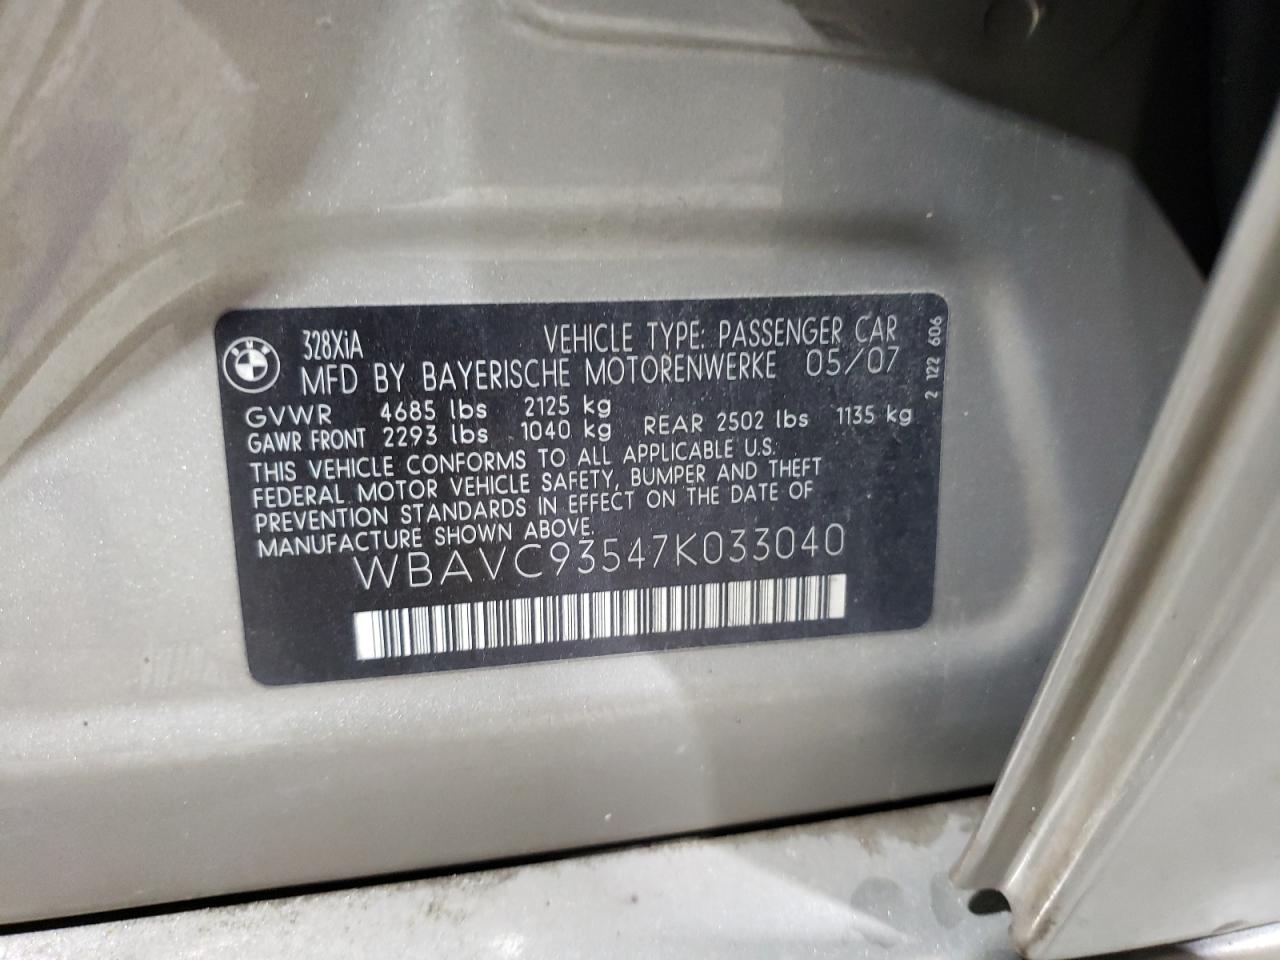 BMW
328XiA VEHICLE TYPE: PASSENGER CAR
MFD BY BAYERISCHE MOTORENWERKE 05/07
GVWR 4685 lbs 2125 kg
GAWR FRONT 2293 lbs 1040 kg REAR 2502 lbs 1135 kg
THIS VEHICLE CONFORMS TO ALL APPLICABLE U.S.
FEDERAL MOTOR VEHICLE SAFETY, BUMPER AND THEFT
PREVENTION STANDARDS IN EFFECT ON THE DATE OF
MANUFACTURE SHOWN ABOVE.
WBAVC93547K033040
2 122 606